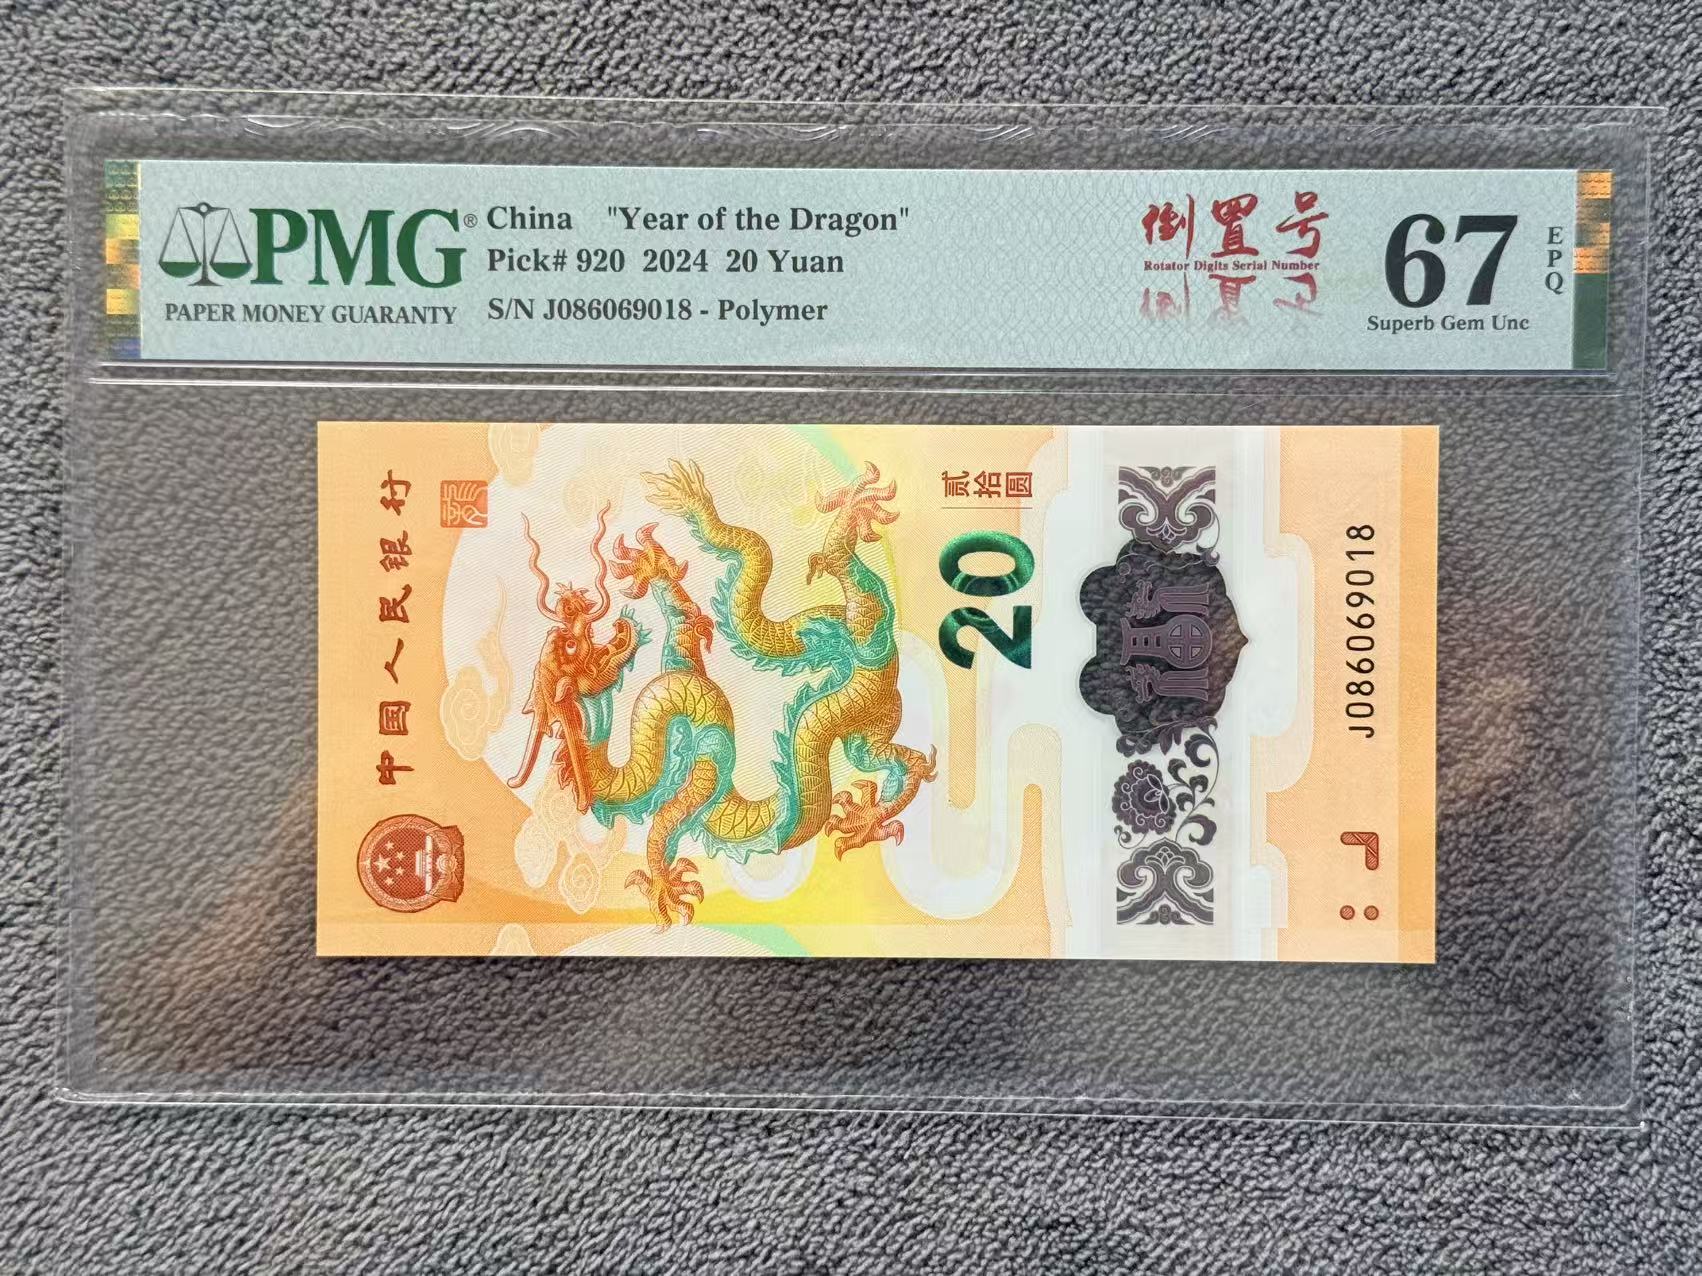 PMG®
PAPER MONEY GUARANTY
China "Year of the Dragon"
Pick# 920 2024 20 Yuan
S/N J086069018 - Polymer
倒置号
Rotator Digits Serial Number
67
EPQ
Superb Gem Unc
中国人民银行
贰拾圆
20
J086069018